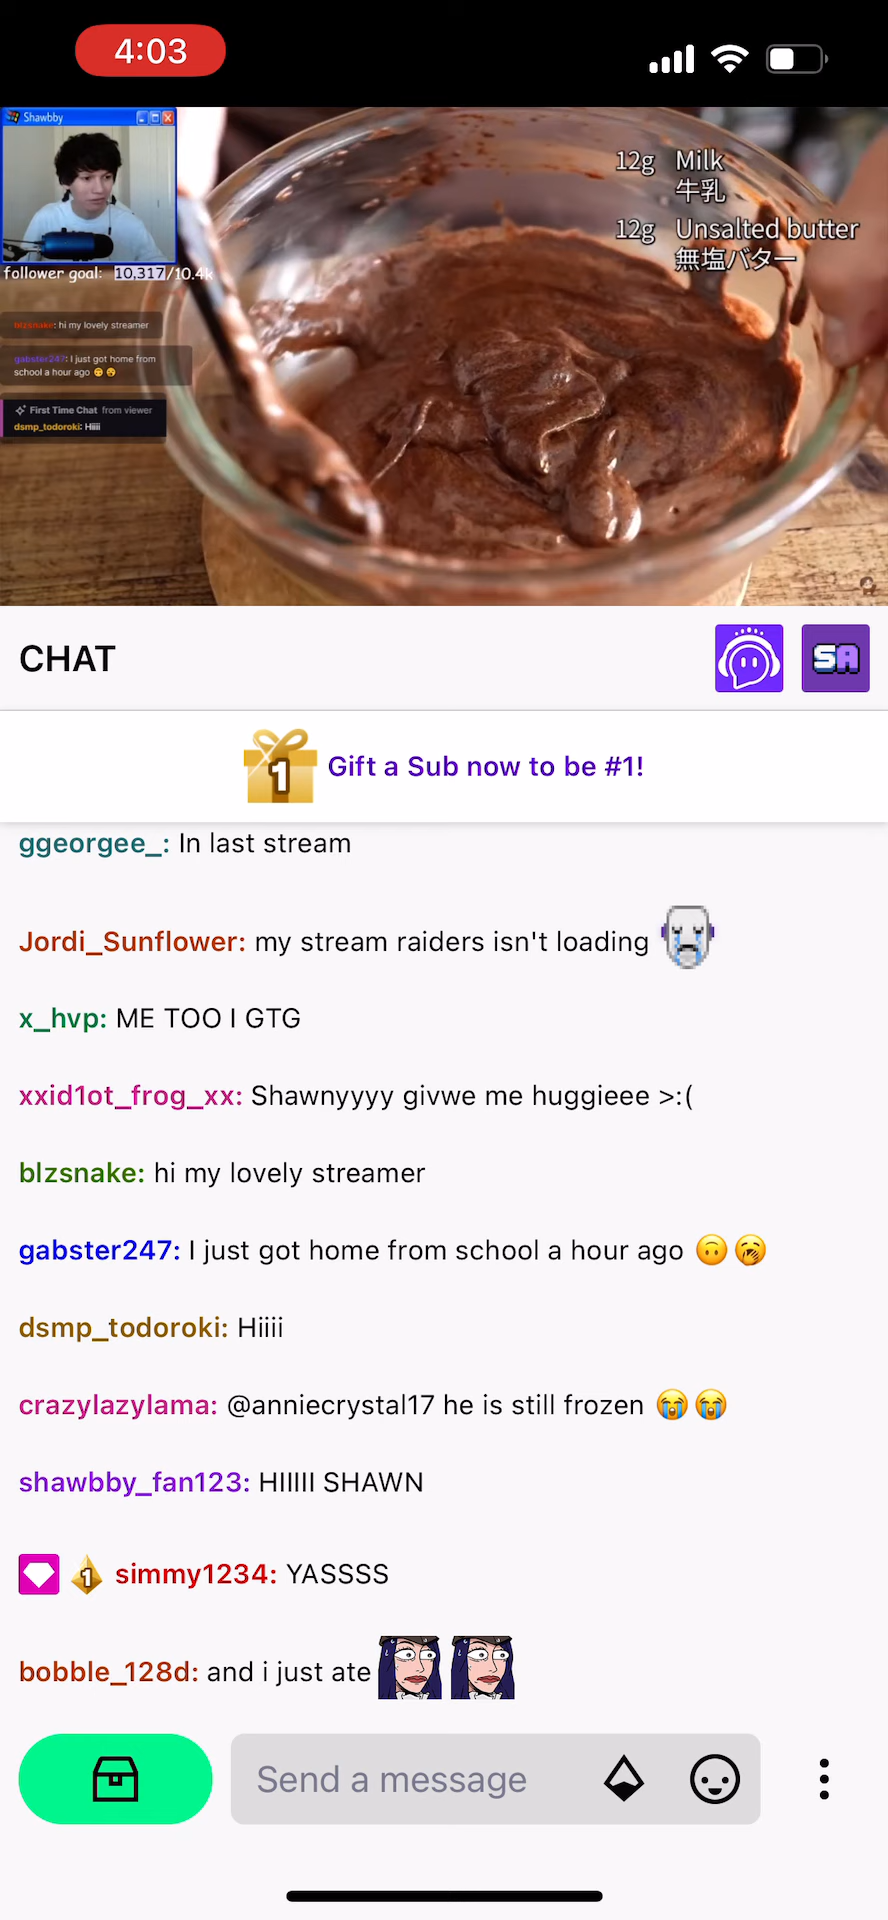 4:03
Shawbby
12g Milk
牛乳
12g Unsalted butter
無塩バター
follower goal: 10,317/10.4k
blzsnake: hi my lovely streamer
gabster247: I just got home from
school a hour ago
First Time Chat from viewer
dsmp_todoroki: Hiiii
CHAT
SA
1
Gift a Sub now to be #1!
ggeorgee_: In last stream
Jordi_Sunflower: my stream raiders isn't loading
x_hvp: ME TOO I GTG
xxid1ot_frog_xx: Shawnyyyy givwe me huggieee >:(
blzsnake: hi my lovely streamer
gabster247: I just got home from school a hour ago 🙃🥱
dsmp_todoroki: Hiiii
crazylazylama: @anniecrystal17 he is still frozen 😭😭
shawbby_fan123: HIIIII SHAWN
1 simmy1234: YASSSS
bobble_128d: and i just ate
Send a message